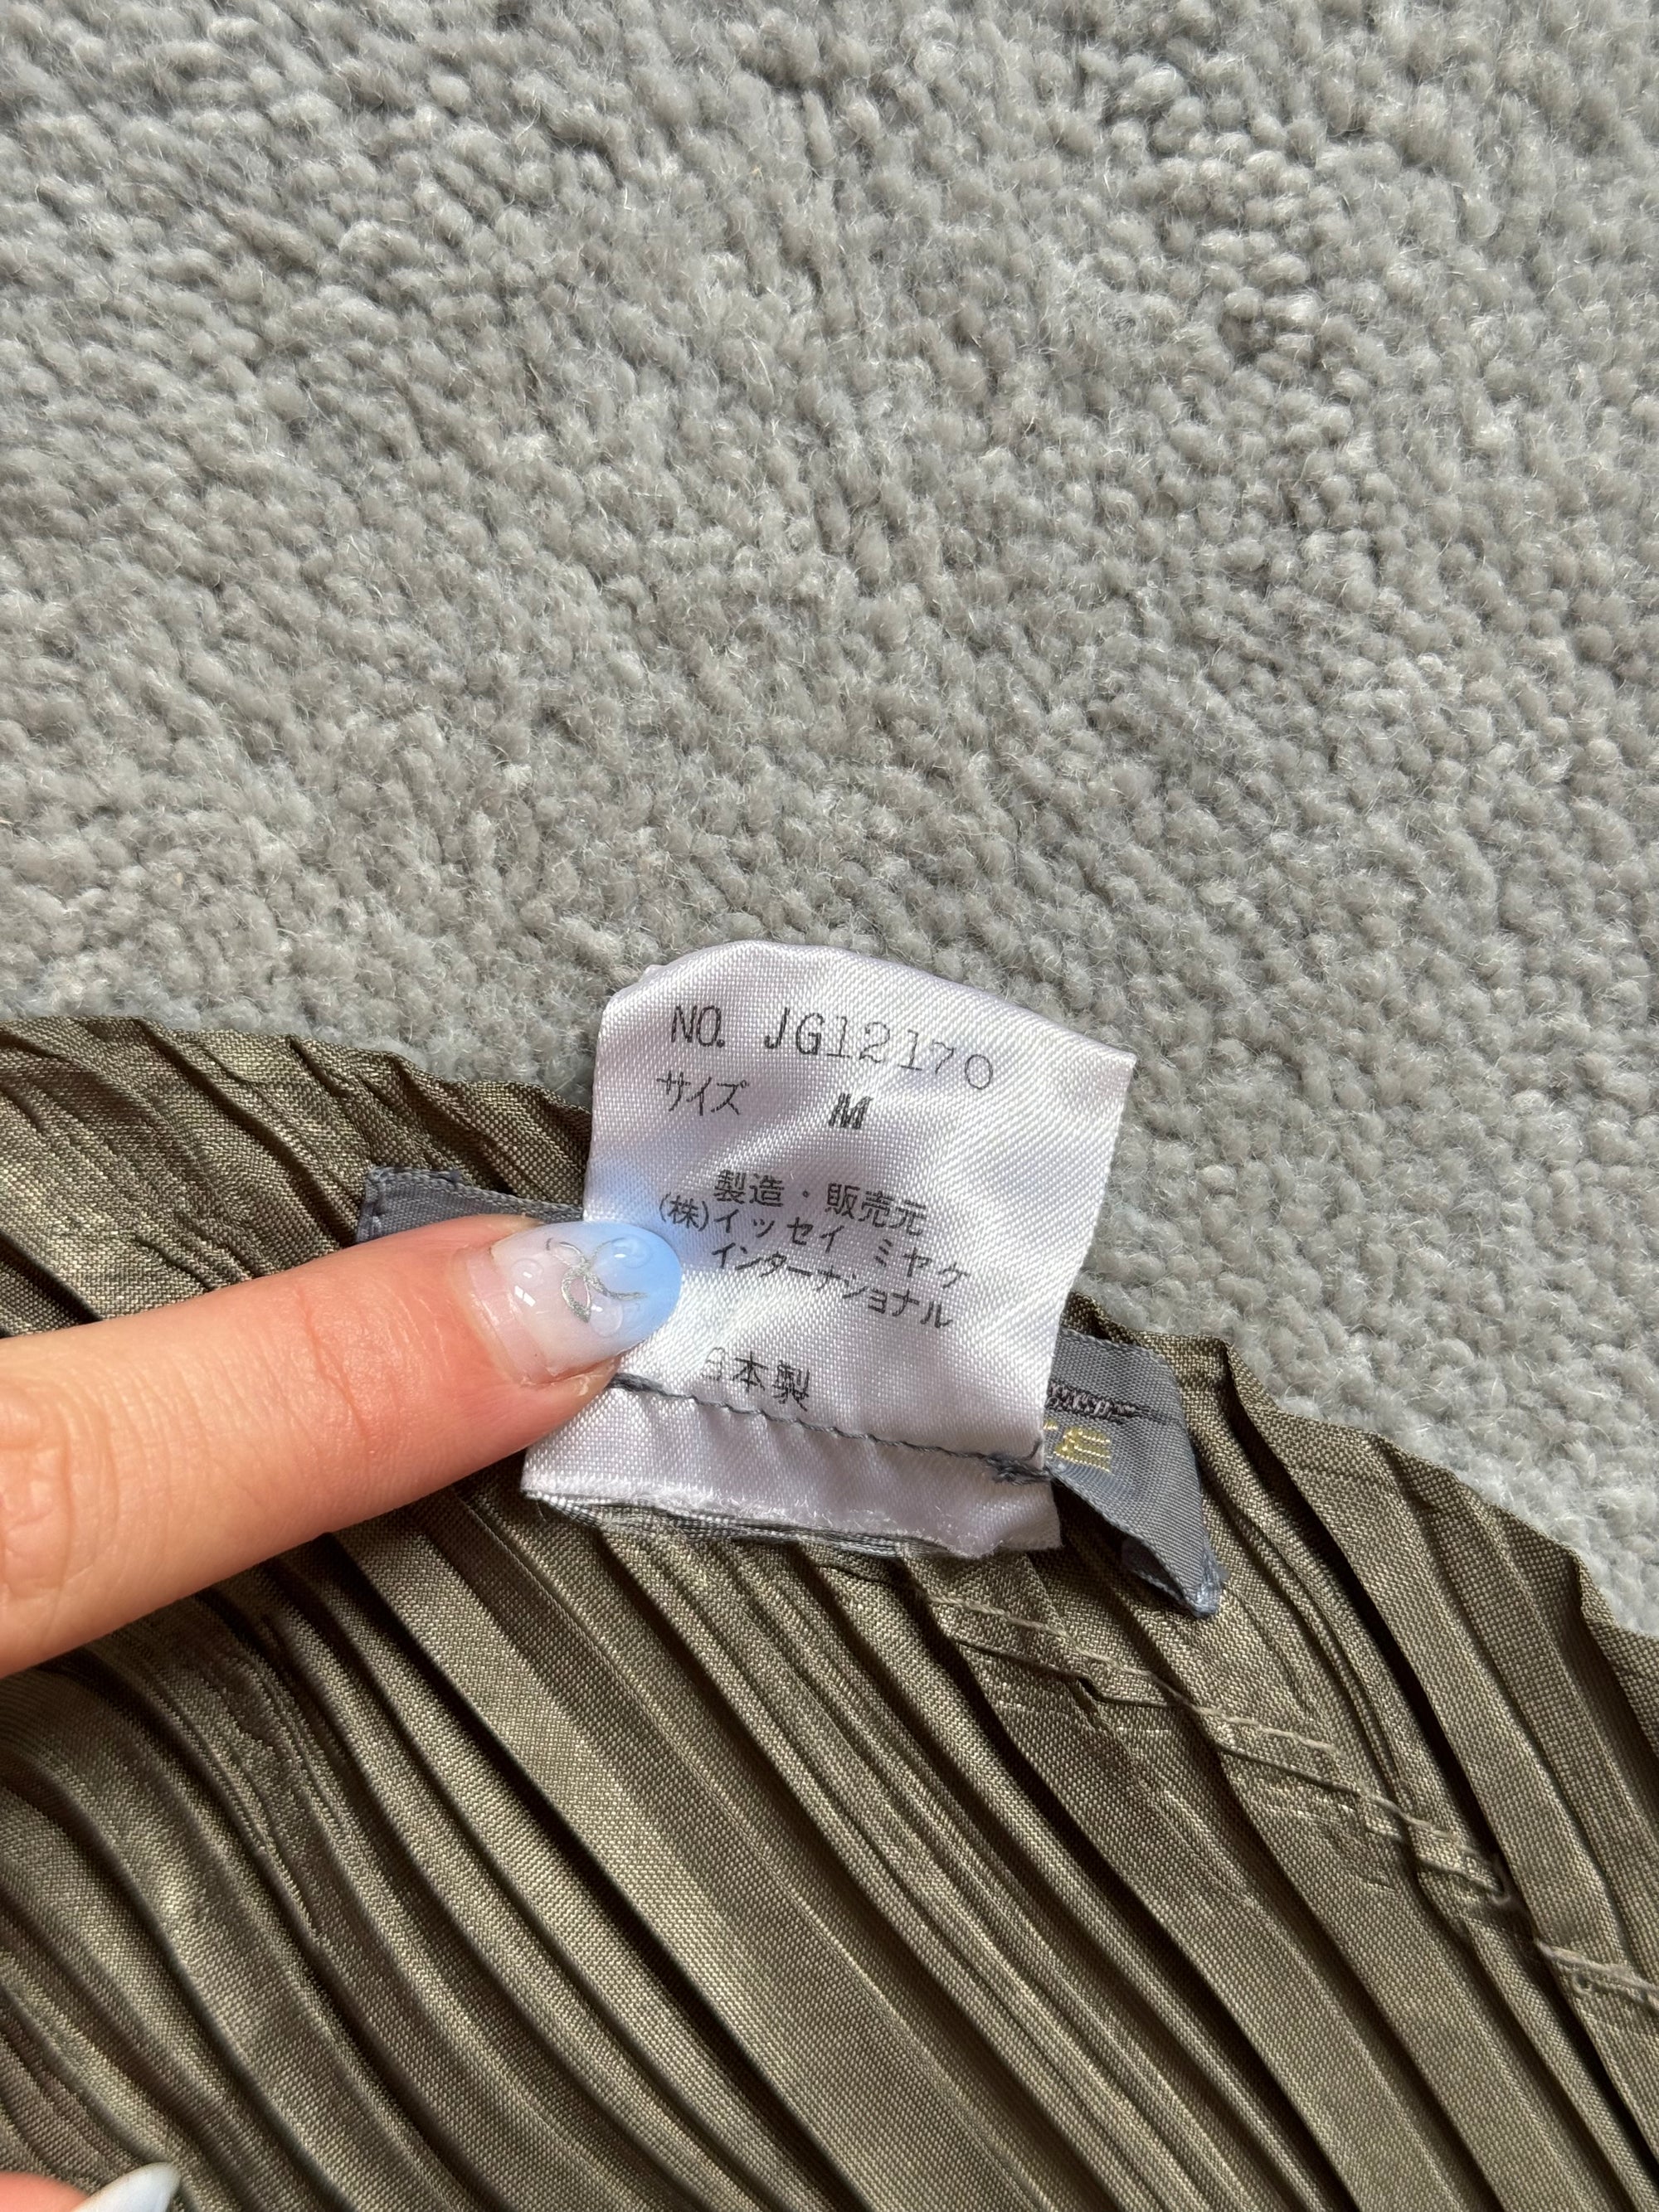 NO. JG12170
サイズ M
製造・販売元
(株)イッセイ ミヤケ
インターナショナル
日本製